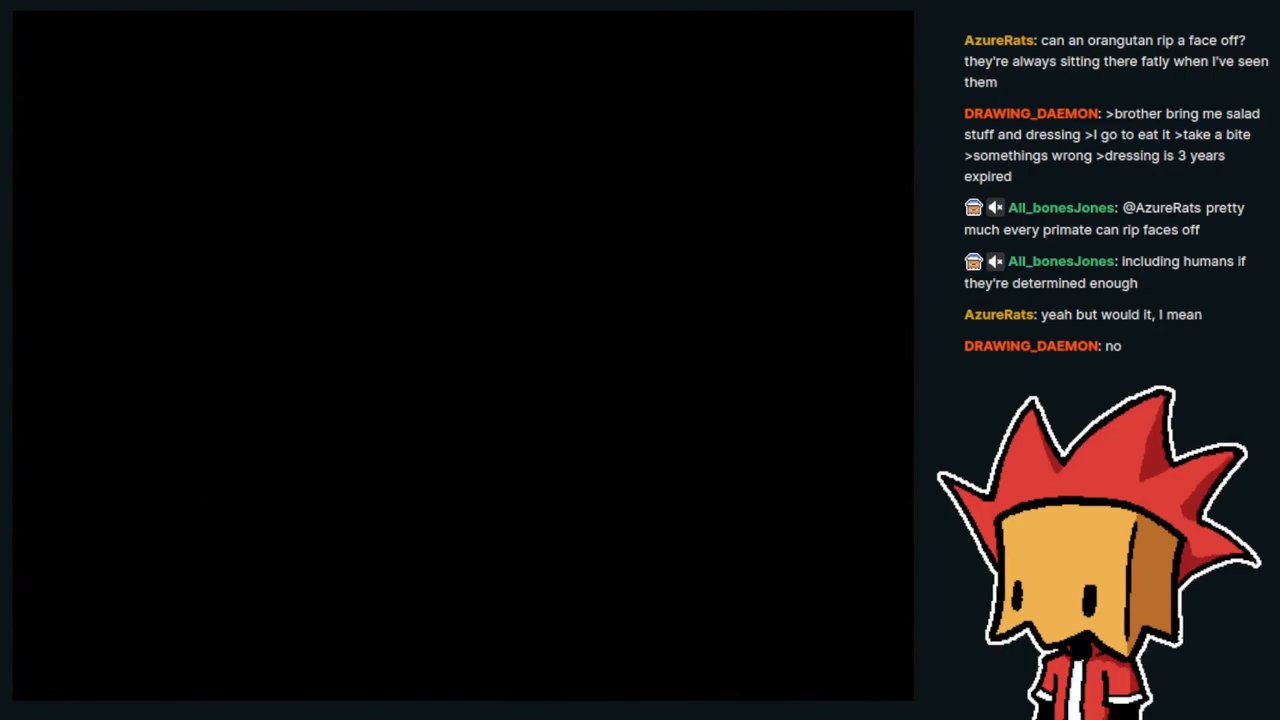 AzureRats: can an orangutan rip a face off?
they're always sitting there fatly when I've seen
them
DRAWING_DAEMON: >brother bring me salad
stuff and dressing >I go to eat it >take a bite
>somethings wrong >dressing is 3 years
expired
All_bonesJones: @AzureRats pretty
much every primate can rip faces off
All_bonesJones: including humans if
they're determined enough
AzureRats: yeah but would it, I mean
DRAWING_DAEMON: no